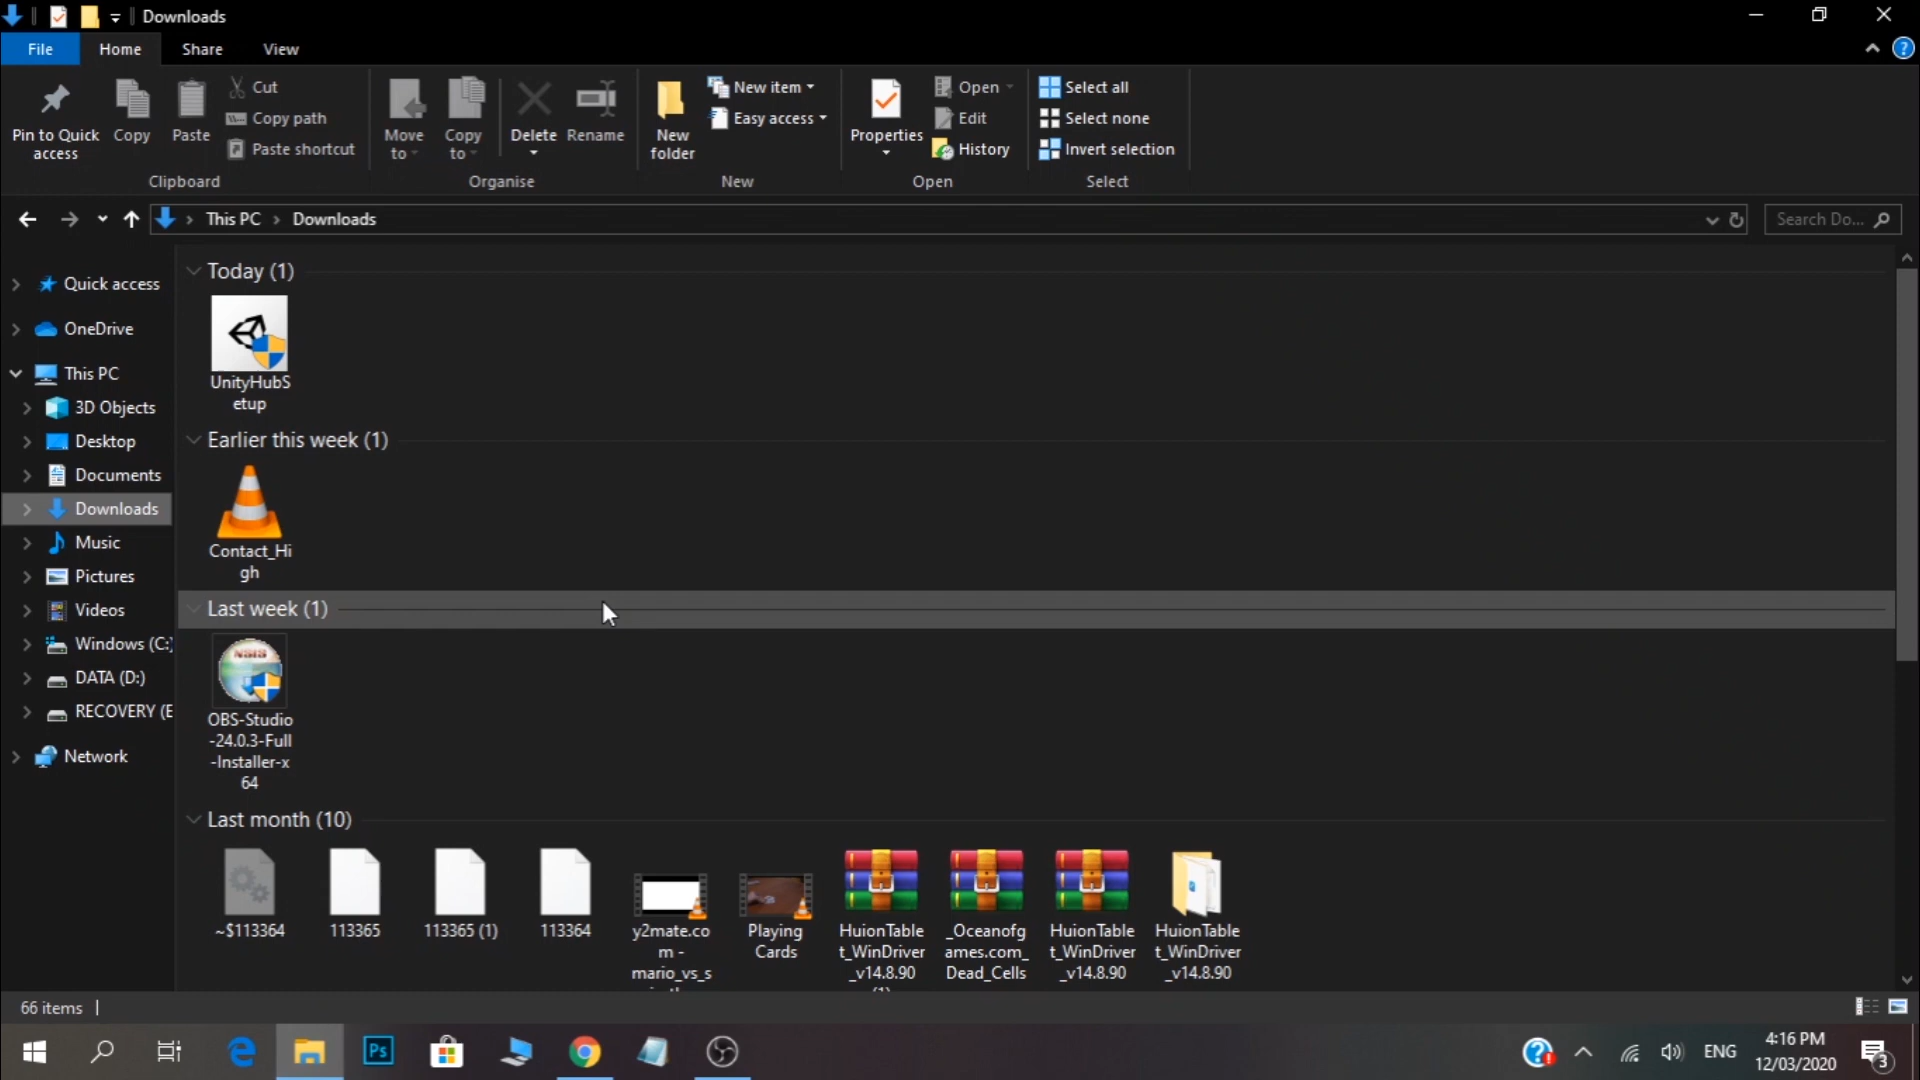 Downloads
File
Home
Share
View
Pin to Quick
access
Copy
Paste
Cut
Copy path
Paste shortcut
Clipboard
Move
to
Copy
to
Delete
Rename
Organise
New
folder
New item
Easy access
New
Properties
Open
Edit
History
Open
Select all
Select none
Invert selection
Select
This PC
Downloads
Search Do...
Quick access
OneDrive
This PC
3D Objects
Desktop
Documents
Downloads
Music
Pictures
Videos
Windows (C:)
DATA (D:)
RECOVERY (E
Network
Today (1)
UnityHubS
etup
Earlier this week (1)
Contact_Hi
gh
Last week (1)
NSIS
OBS-Studio
-24.0.3-Full
-Installer-x
64
Last month (10)
~$113364
113365
113365 (1)
113364
y2mate.co
m -
mario_vs_s
Playing
Cards
HuionTable
t_WinDriver
_v14.8.90
_Oceanofg
ames.com_
Dead_Cells
HuionTable
t_WinDriver
_v14.8.90
HuionTable
t_WinDriver
_v14.8.90
66 items
Ps
ENG
4:16 PM
12/03/2020
3